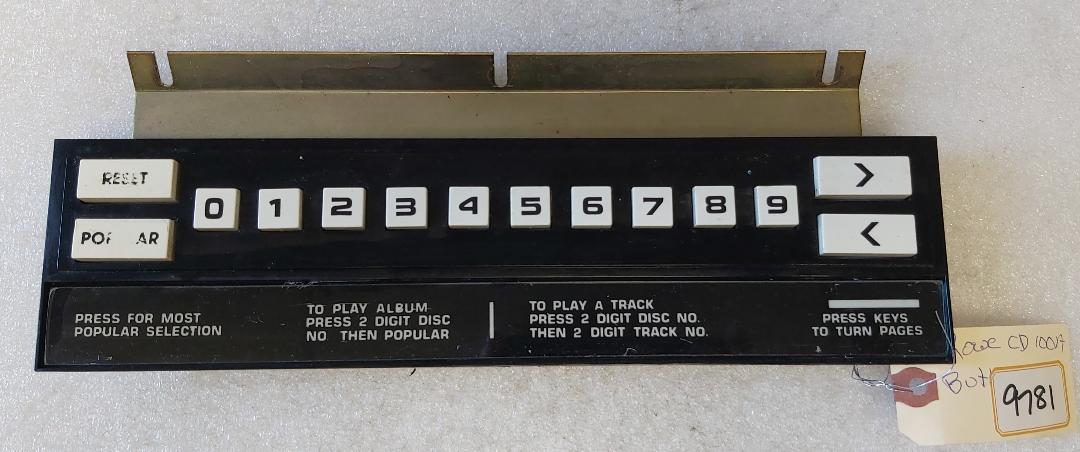 RESET
0 1 2 3 4 5 6 7 8 9
>
<
PRESS FOR MOST
POPULAR SELECTION
TO PLAY ALBUM
PRESS 2 DIGIT DISC
NO THEN POPULAR
TO PLAY A TRACK
PRESS 2 DIGIT DISC NO.
THEN 2 DIGIT TRACK NO.
PRESS KEYS
TO TURN PAGES
Rowe CD
9781